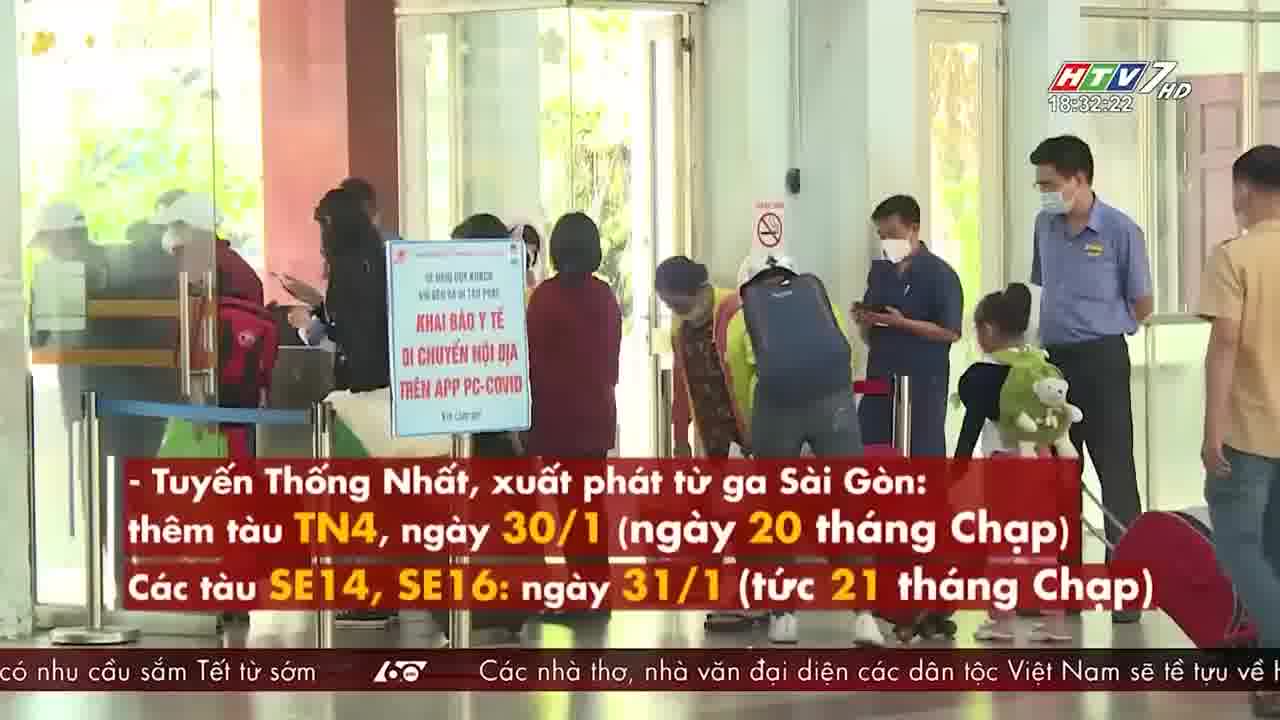 HTV7 HD
18:32:22
KHAI BÁO Y TẾ
DI CHUYỂN NỘI ĐỊA
TRÊN APP PC-COVID
- Tuyến Thống Nhất, xuất phát từ ga Sài Gòn:
thêm tàu TN4, ngày 30/1 (ngày 20 tháng Chạp)
Các tàu SE14, SE16: ngày 31/1 (tức 21 tháng Chạp)
có nhu cầu sắm Tết từ sớm
60
Các nhà thơ, nhà văn đại diện các dân tộc Việt Nam sẽ tề tựu về H